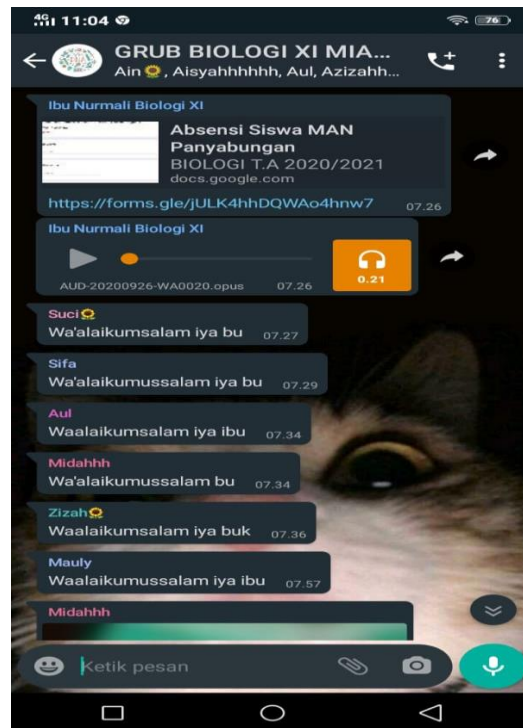 4G 11:04 76
GRUB BIOLOGI XI MIA...
Ain🌻, Aisyahhhhhh, Aul, Azizahh...
Ibu Nurmali Biologi XI
Absensi Siswa MAN
Panyabungan
BIOLOGI T.A 2020/2021
docs.google.com
https://forms.gle/jULK4hhDQWAo4hnw7 07.26
Ibu Nurmali Biologi XI
AUD-20200926-WA0020.opus 07.26 0.21
Suci🌻
Wa'alaikumsalam iya bu 07.27
Sifa
Wa'alaikumussalam iya bu 07.29
Aul
Waalaikumsalam iya ibu 07.34
Midahhh
Wa'alaikumussalam bu 07.34
Zizah🌻
Waalaikumsalam iya buk 07.36
Mauly
Waalaikumussalam iya ibu 07.57
Midahhh
Ketik pesan